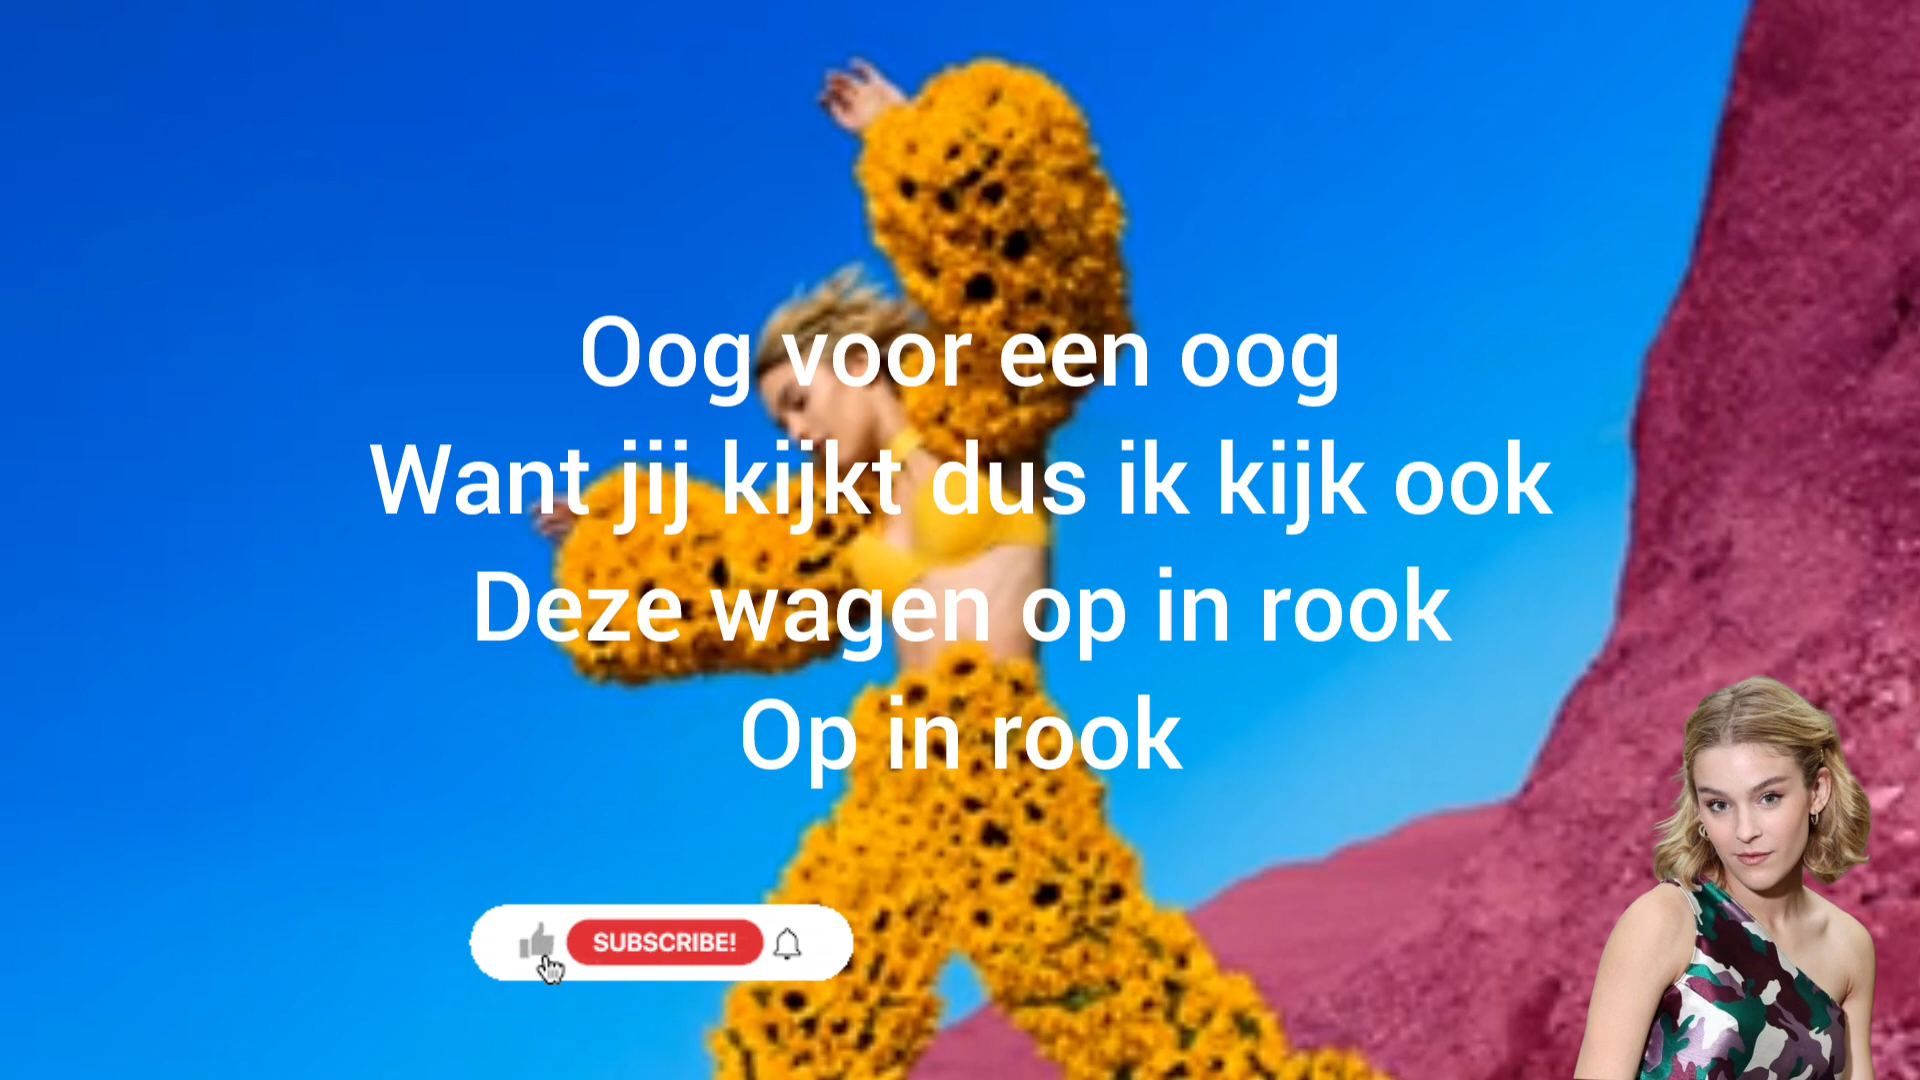 Oog voor een oog
Want jij kijkt dus ik kijk ook
Deze wagen op in rook
Op in rook
SUBSCRIBE!